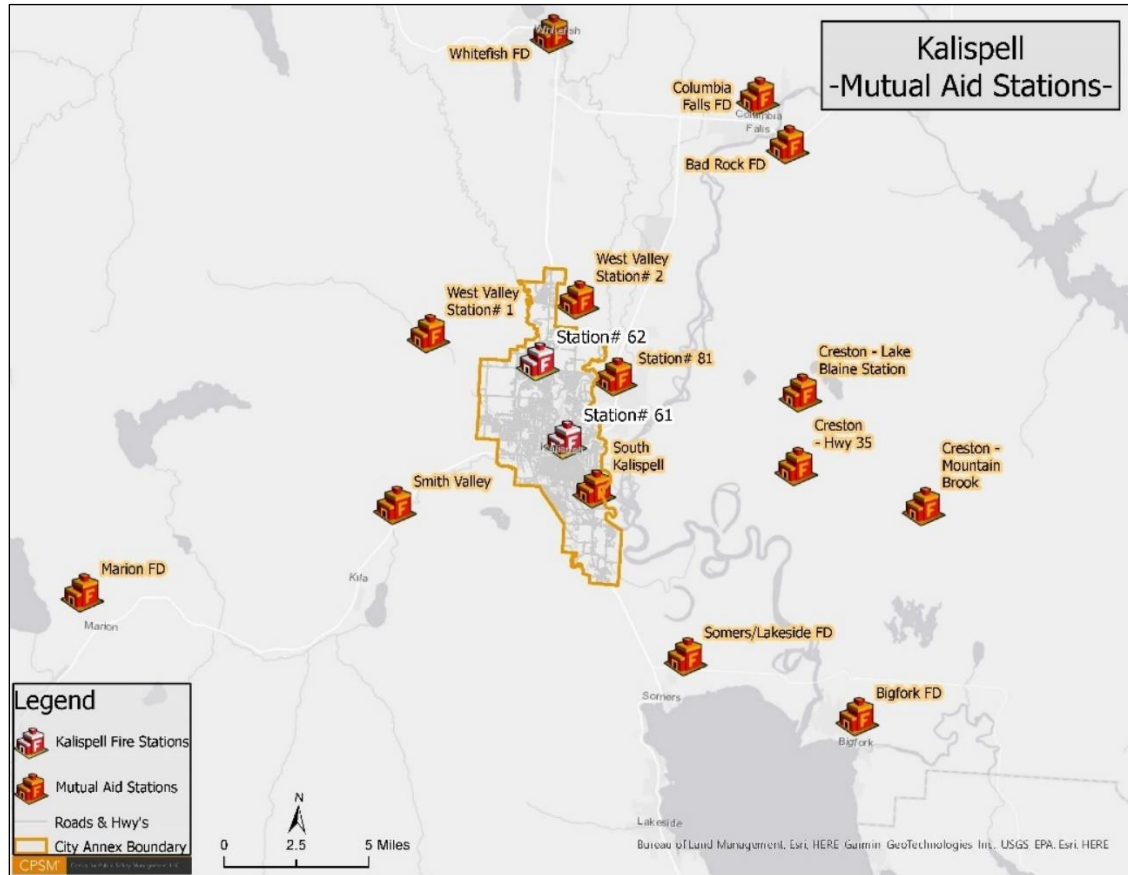 Kalispell
-Mutual Aid Stations-
Whitefish
Whitefish FD
Columbia
Falls FD
Columbia
Falls
Bad Rock FD
West Valley
Station# 2
West Valley
Station# 1
Station# 62
Station# 81
Creston - Lake
Blaine Station
Station# 61
Creston
- Hwy 35
South
Kalispell
Creston -
Mountain
Brook
Smith Valley
Marion FD
Marion
Kila
Somers/Lakeside FD
Somers
Bigfork FD
Bigfork
Lakeside
Legend
Kalispell Fire Stations
Mutual Aid Stations
Roads & Hwy's
City Annex Boundary
CPSM
N
0 2.5 5 Miles
Bureau of Land Management, Esri, HERE, Garmin, GeoTechnologies, Inc., USGS, EPA, Esri, HERE